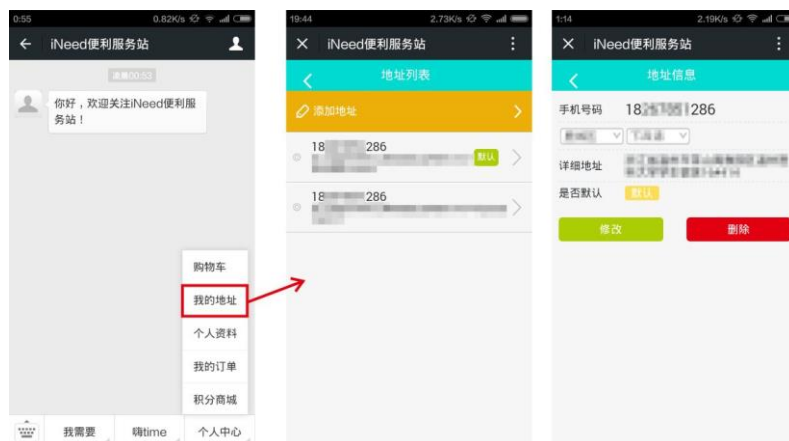 0:55
0.82K/s
iNeed便利服务站
你好，欢迎关注iNeed便利服
务站！
购物车
我的地址
个人资料
我的订单
积分商城
我需要
嗨time
个人中心
19:44
2.73K/s
iNeed便利服务站
地址列表
添加地址
18 286
默认
18 286
1:14
2.19K/s
iNeed便利服务站
地址信息
手机号码 18 286
详细地址
是否默认 默认
修改
删除